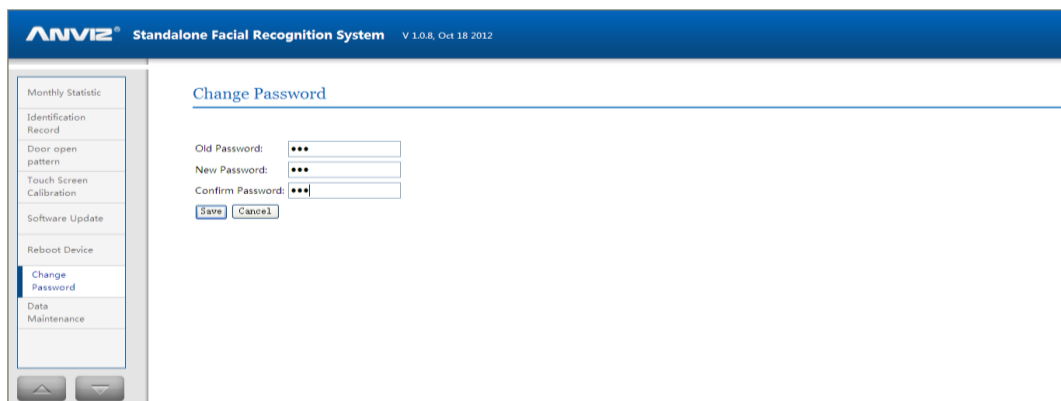 ANVIZ® Standalone Facial Recognition System V 1.0.8, Oct 18 2012
Monthly Statistic
Identification
Record
Door open
pattern
Touch Screen
Calibration
Software Update
Reboot Device
Change
Password
Data
Maintenance
Change Password
Old Password: •••
New Password: •••
Confirm Password: •••
Save Cancel